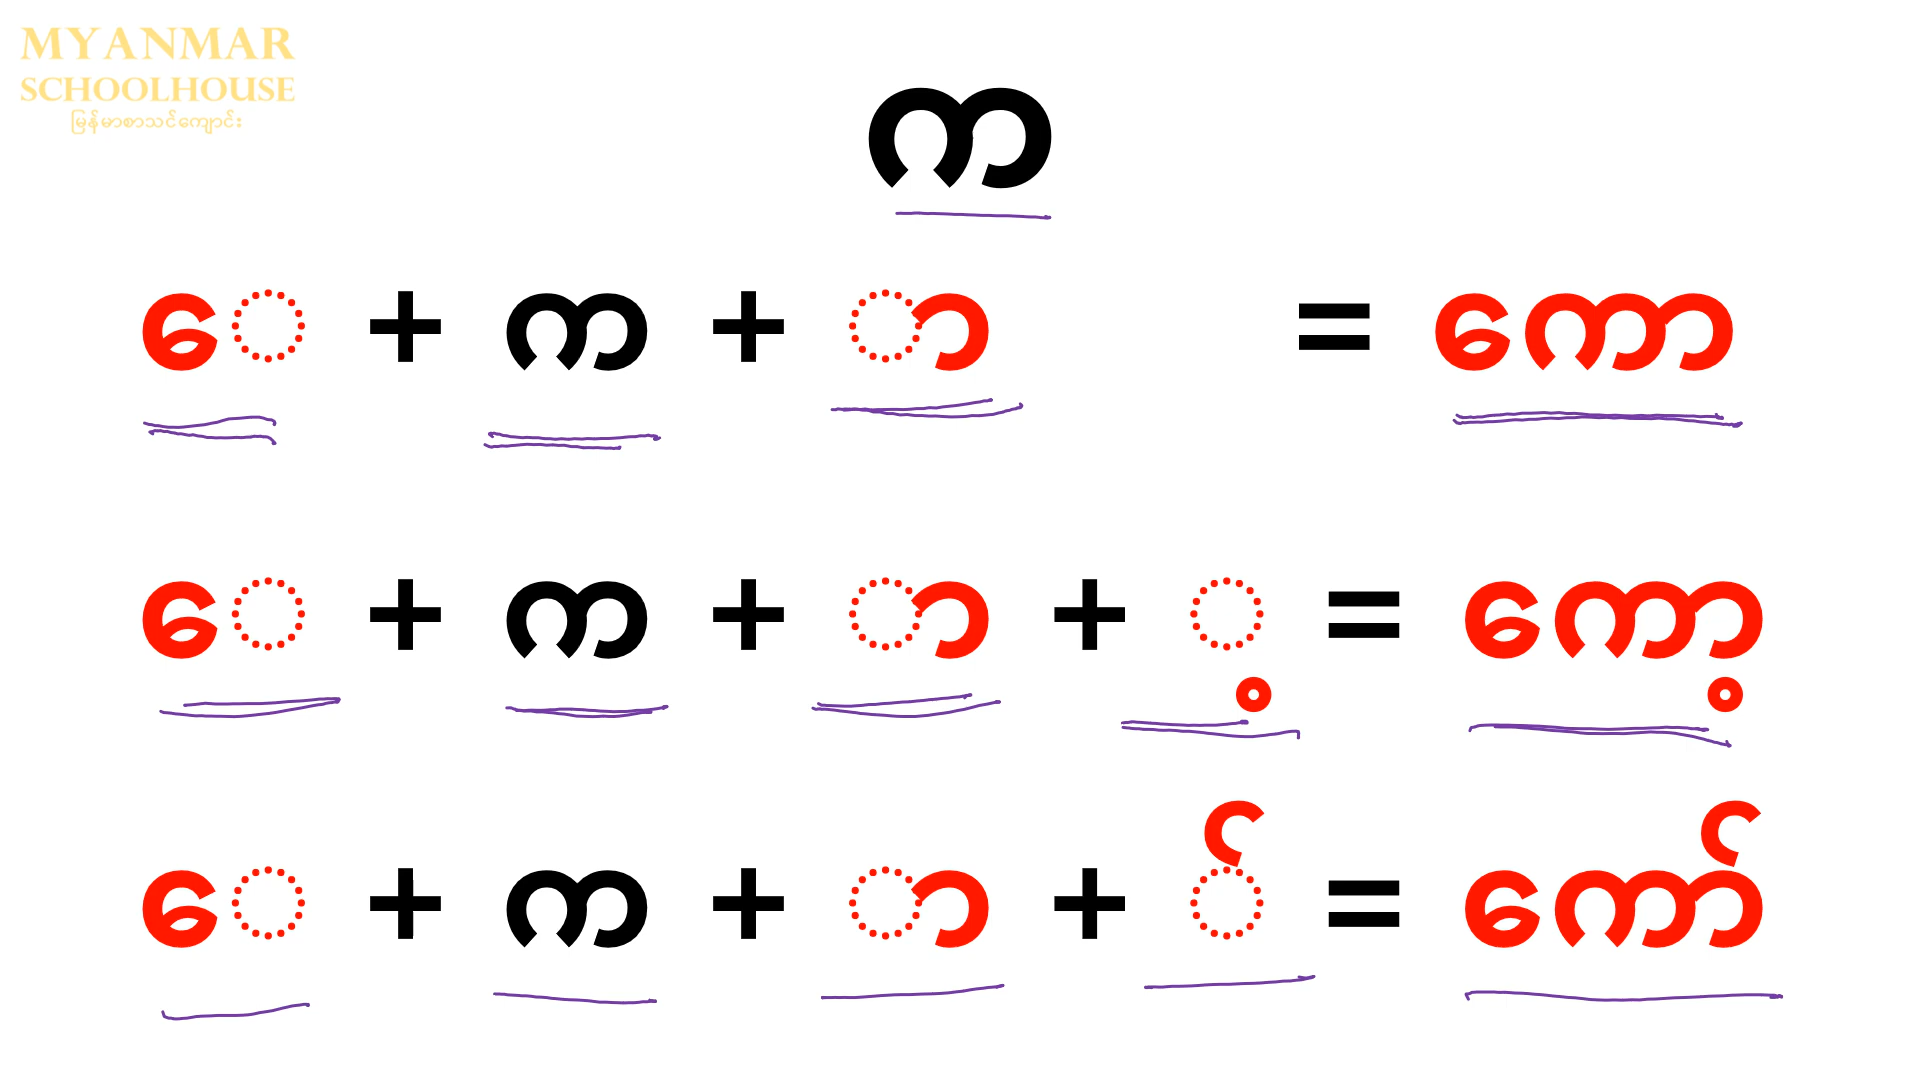 MYANMAR
SCHOOLHOUSE
မြန်မာစာသင်ကျောင်း
က
ေ◌ + က + ◌ာ = ကော
ေ◌ + က + ◌ာ + ◌့ = ကော့
ေ◌ + က + ◌ာ + ◌် = ကော်